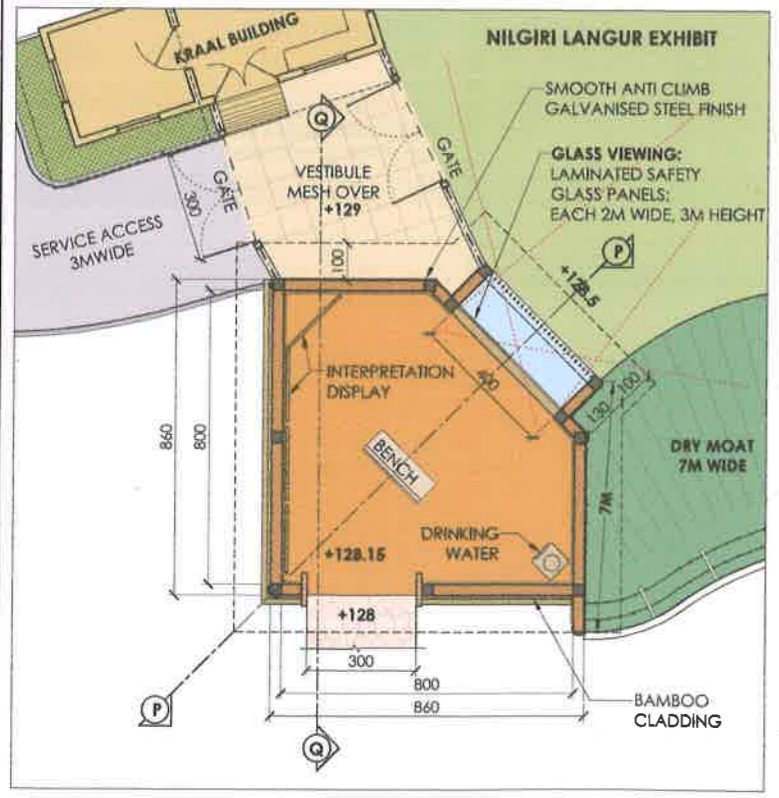 KRAAL BUILDING
NILGIRI LANGUR EXHIBIT
SMOOTH ANTI CLIMB
GALVANISED STEEL FINISH
Q
GATE
GLASS VIEWING:
LAMINATED SAFETY
GLASS PANELS;
EACH 2M WIDE, 3M HEIGHT
VESTIBULE
MESH OVER
+129
GATE
300
SERVICE ACCESS
3MWIDE
P
100
+128.5
INTERPRETATION
DISPLAY
400
130
100
860
800
BENCH
DRY MOAT
7M WIDE
7M
DRINKING
WATER
+128.15
+128
300
800
860
BAMBOO
CLADDING
P
Q